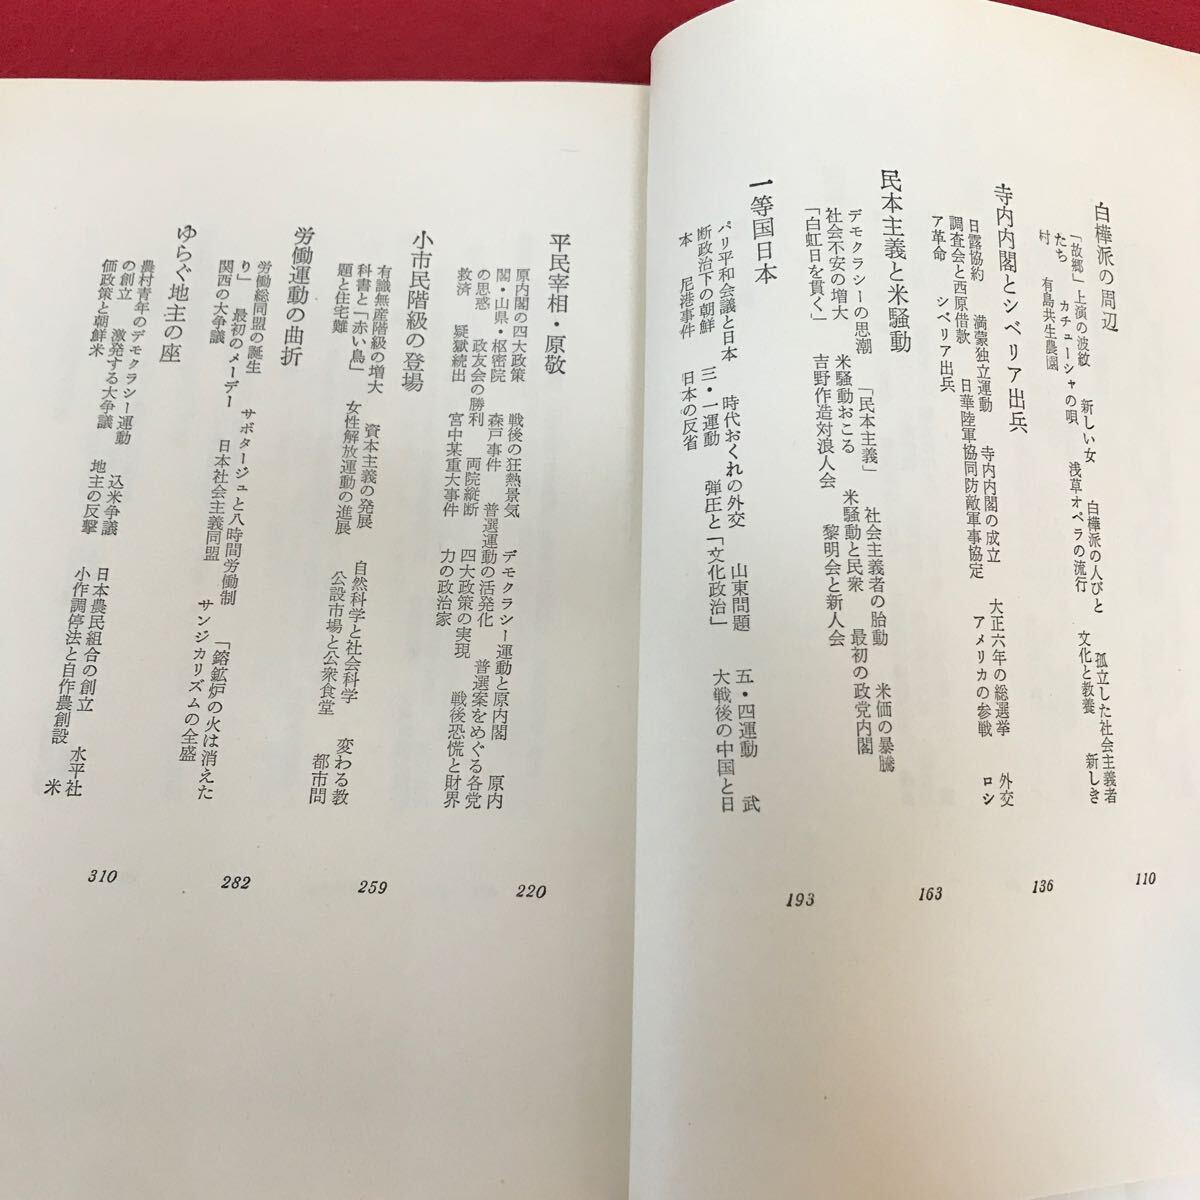 白樺派の周辺
「故郷」上演の波紋　新しい女　白樺派の人びと　孤立した社会主義者
たち　カチューシャの唄　浅草オペラの流行　文化と教養　新しき
村　有島共生農園
110
寺内内閣とシベリア出兵
日露協約　満蒙独立運動　寺内内閣の成立　大正六年の総選挙　外交
調査会と西原借款　日華陸軍協同防敵軍事協定　アメリカの参戦　ロシ
ア革命　シベリア出兵
136
民本主義と米騒動
デモクラシーの思潮　「民本主義」　社会主義者の胎動　米価の暴騰
社会不安の増大　米騒動おこる　米騒動と民衆　最初の政党内閣
「白虹日を貫く」　吉野作造対浪人会　黎明会と新人会
163
一等国日本
パリ平和会議と日本　時代おくれの外交　山東問題　五・四運動　武
断政治下の朝鮮　三・一運動　弾圧と「文化政治」　大戦後の中国と日
本　尼港事件　日本の反省
193
平民宰相・原敬
原内閣の四大政策　戦後の狂熱景気　デモクラシー運動と原内閣　原内
閣・山県・枢密院　森戸事件　普選運動の活発化　普選案をめぐる各党
の思惑　政友会の勝利　両院縦断　四大政策の実現　戦後恐慌と財界
救済　疑獄続出　宮中某重大事件　力の政治家
220
小市民階級の登場
有識無産階級の増大　資本主義の発展　自然科学と社会科学　変わる教
科書と「赤い鳥」　女性解放運動の進展　公設市場と公衆食堂　都市問
題と住宅難
259
労働運動の曲折
労働総同盟の誕生　サボタージュと八時間労働制　「鎔鉱炉の火は消えた
り」　最初のメーデー　日本社会主義同盟　サンジカリズムの全盛
関西の大争議
282
ゆらぐ地主の座
農村青年のデモクラシー運動　込米争議　日本農民組合の創立　水平社
の創立　激発する大争議　地主の反撃　小作調停法と自作農創設　米
価政策と朝鮮米
310